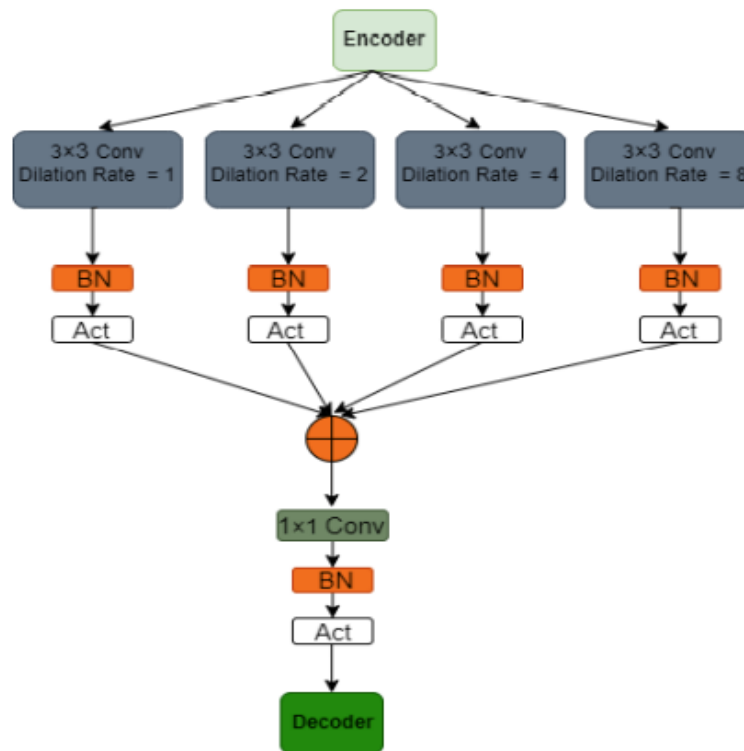 Encoder
3×3 Conv
Dilation Rate = 1
3×3 Conv
Dilation Rate = 2
3×3 Conv
Dilation Rate = 4
3×3 Conv
Dilation Rate = 8
BN
BN
BN
BN
Act
Act
Act
Act
1×1 Conv
BN
Act
Decoder